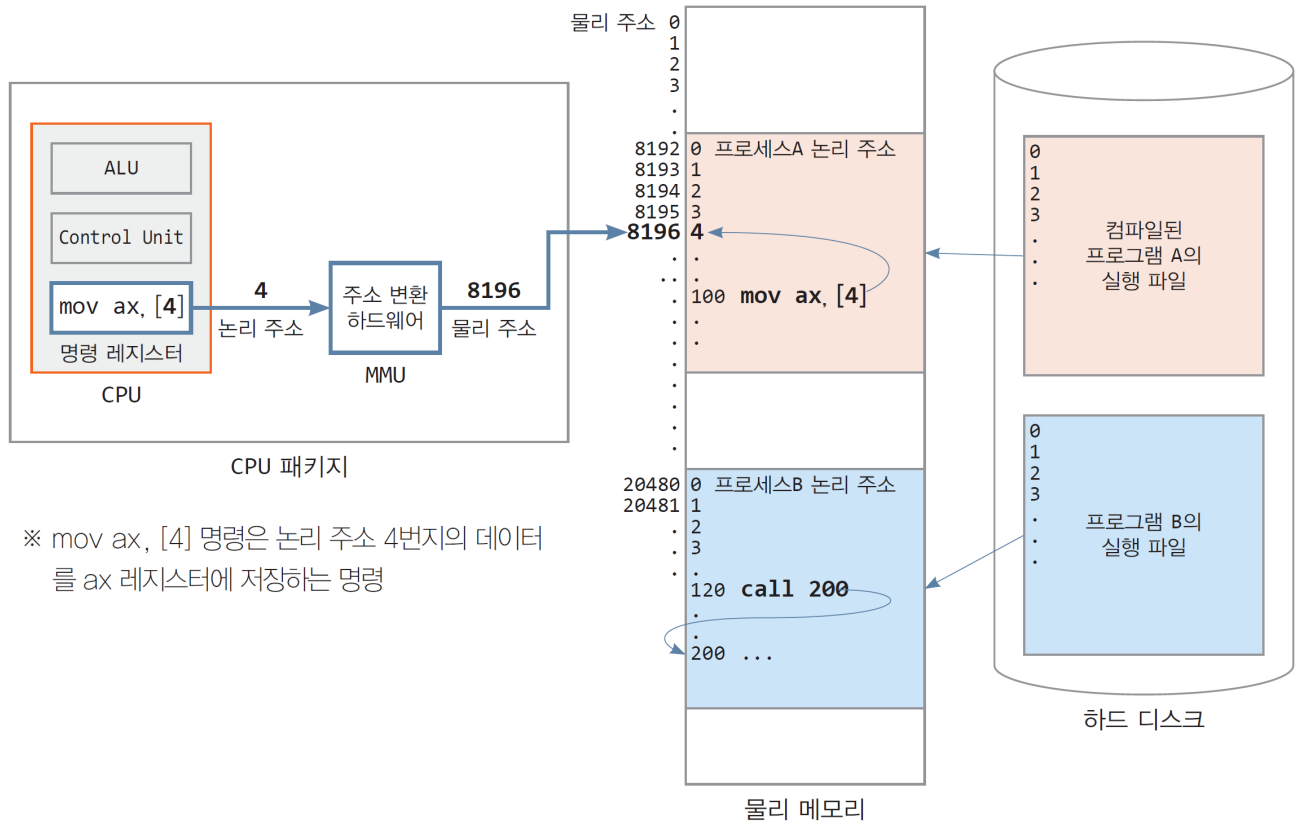 물리 주소 0
1
2
3
.
.
8192 0 프로세스A 논리 주소
8193 1
8194 2
8195 3
8196 4
. .
... .
. 100 mov ax, [4]
. .
. .
.
.
.
.
.
20480 0 프로세스B 논리 주소
20481 1
. 2
. 3
. .
120 call 200
.
.
200 ...
물리 메모리
ALU
Control Unit
mov ax, [4]
명령 레지스터
CPU
4
논리 주소
주소 변환
하드웨어
MMU
8196
물리 주소
CPU 패키지
※ mov ax, [4] 명령은 논리 주소 4번지의 데이터
를 ax 레지스터에 저장하는 명령
0
1
2
3
.
.
.
컴파일된
프로그램 A의
실행 파일
0
1
2
3
.
.
.
프로그램 B의
실행 파일
하드 디스크